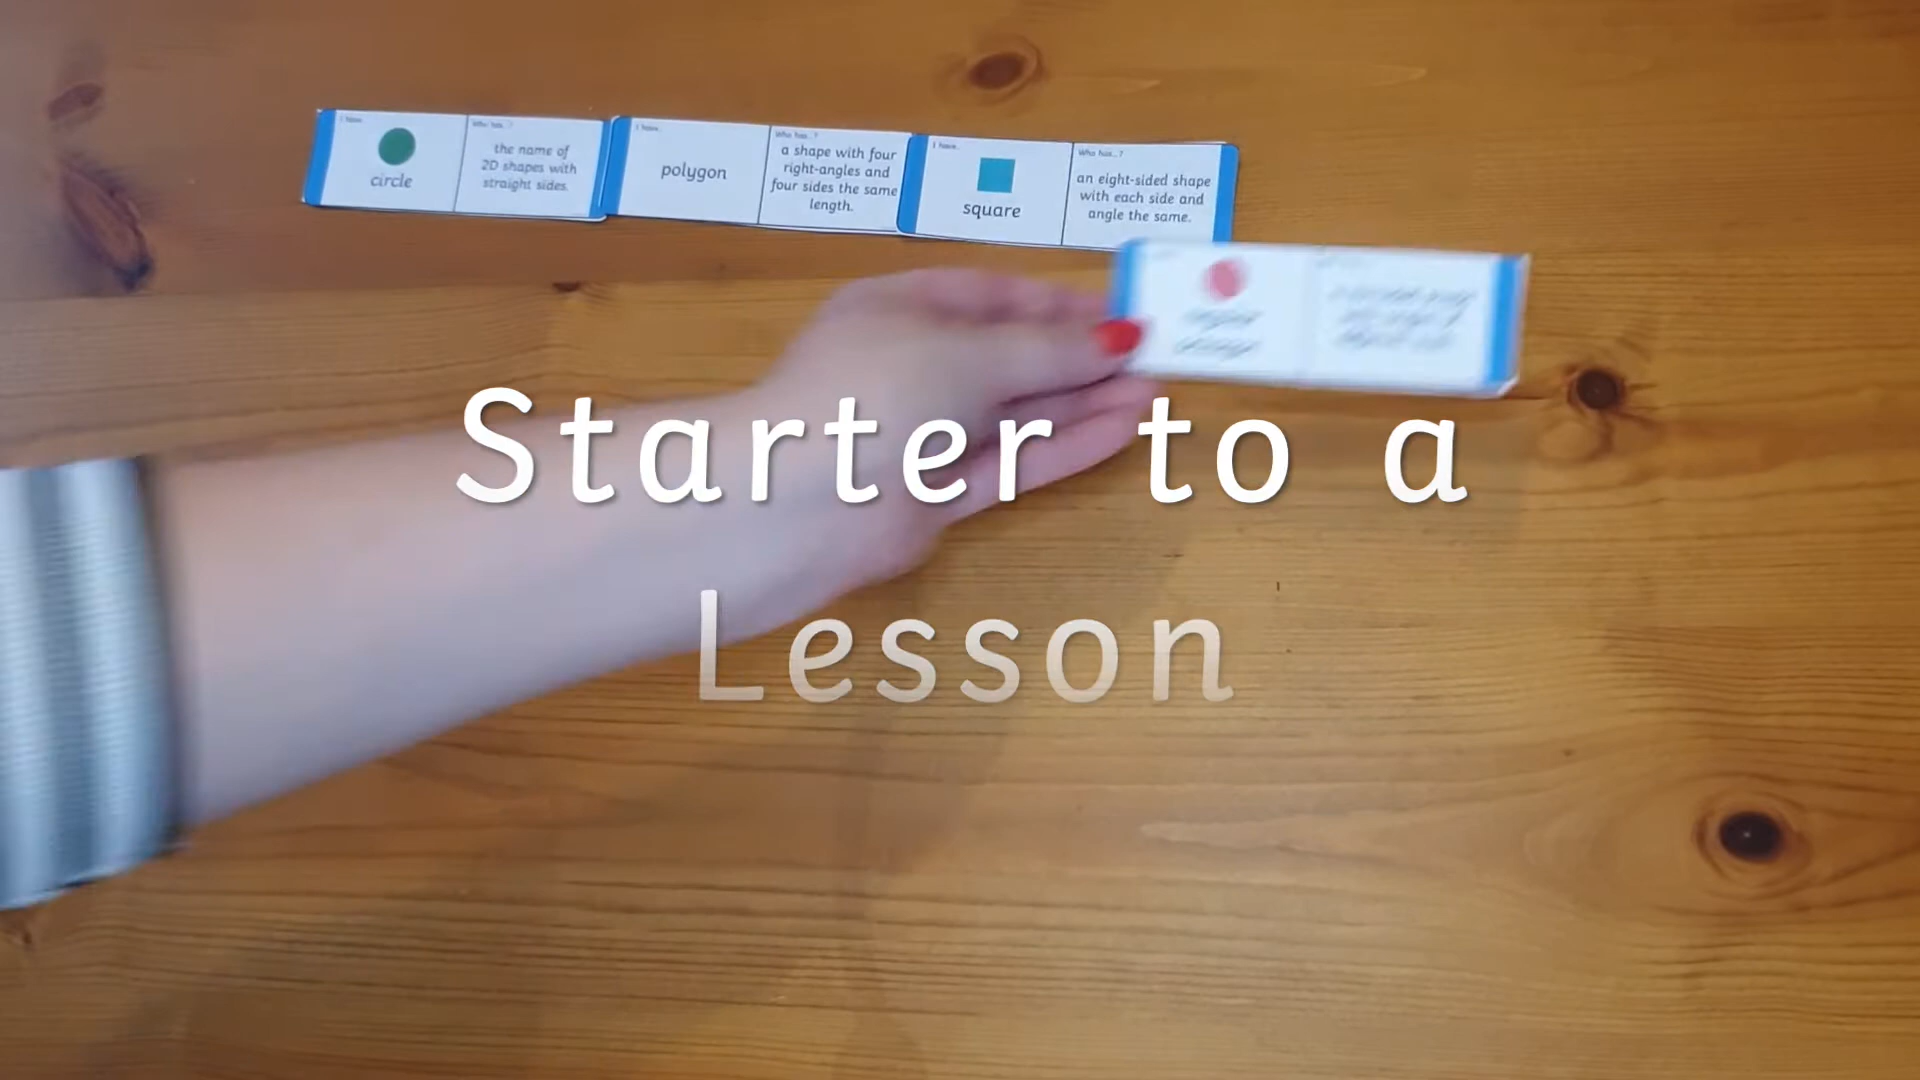 I have..
circle
Who has...?
the name of
2D shapes with
straight sides.
I have..
polygon
Who has...?
a shape with four
right-angles and
four sides the same
length.
I have..
square
Who has...?
an eight-sided shape
with each side and
angle the same.
Starter to a
Lesson